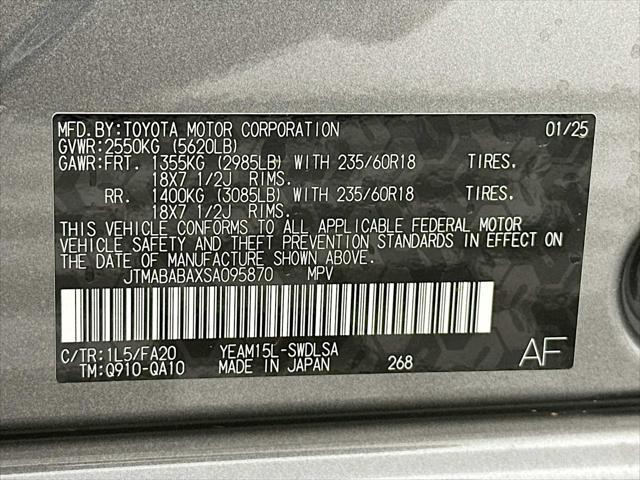 MFD.BY:TOYOTA MOTOR CORPORATION 01/25
GVWR:2550KG (5620LB)
GAWR:FRT. 1355KG (2985LB) WITH 235/60R18 TIRES.
18X7 1/2J RIMS.
RR. 1400KG (3085LB) WITH 235/60R18 TIRES.
18X7 1/2J RIMS.
THIS VEHICLE CONFORMS TO ALL APPLICABLE FEDERAL MOTOR
VEHICLE SAFETY AND THEFT PREVENTION STANDARDS IN EFFECT ON
THE DATE OF MANUFACTURE SHOWN ABOVE.
JTMABABAXSA095870 MPV
C/TR:1L5/FA20 YEAM15L-SWDLSA
TM:Q910-QA10 MADE IN JAPAN 268 AF